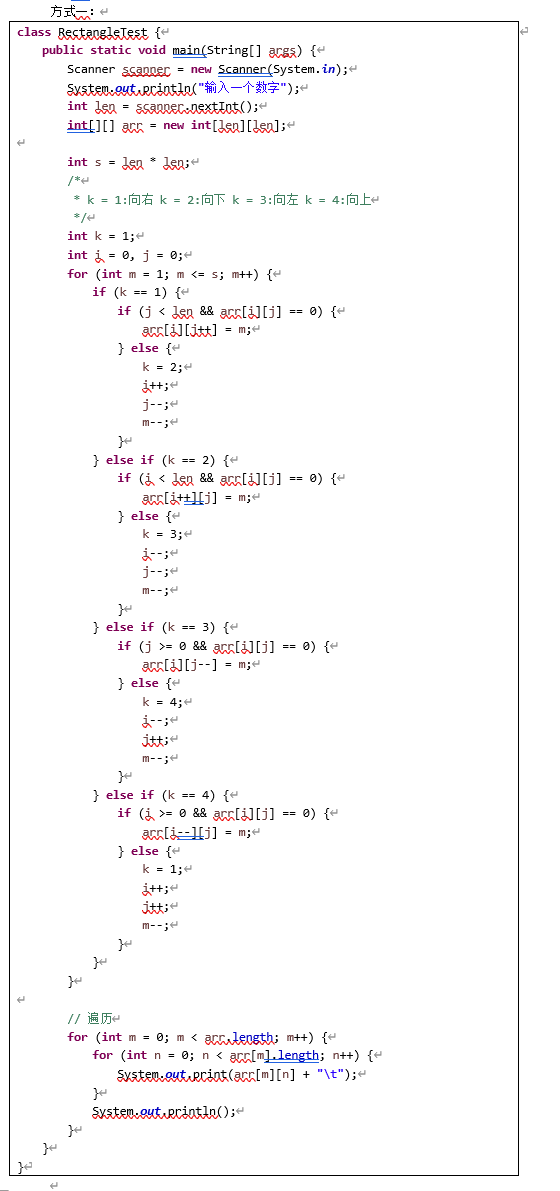 方式一：
class RectangleTest {
public static void main(String[] args) {
Scanner scanner = new Scanner(System.in);
System.out.println("输入一个数字");
int len = scanner.nextInt();
int[][] arr = new int[len][len];
int s = len * len;
/*
* k = 1:向右 k = 2:向下 k = 3:向左 k = 4:向上
*/
int k = 1;
int i = 0, j = 0;
for (int m = 1; m <= s; m++) {
if (k == 1) {
if (j < len && arr[i][j] == 0) {
arr[i][j++] = m;
} else {
k = 2;
i++;
j--;
m--;
}
} else if (k == 2) {
if (i < len && arr[i][j] == 0) {
arr[i++][j] = m;
} else {
k = 3;
i--;
j--;
m--;
}
} else if (k == 3) {
if (j >= 0 && arr[i][j] == 0) {
arr[i][j--] = m;
} else {
k = 4;
i--;
j++;
m--;
}
} else if (k == 4) {
if (i >= 0 && arr[i][j] == 0) {
arr[i--][j] = m;
} else {
k = 1;
i++;
j++;
m--;
}
}
}
// 遍历
for (int m = 0; m < arr.length; m++) {
for (int n = 0; n < arr[m].length; n++) {
System.out.print(arr[m][n] + "\t");
}
System.out.println();
}
}
}